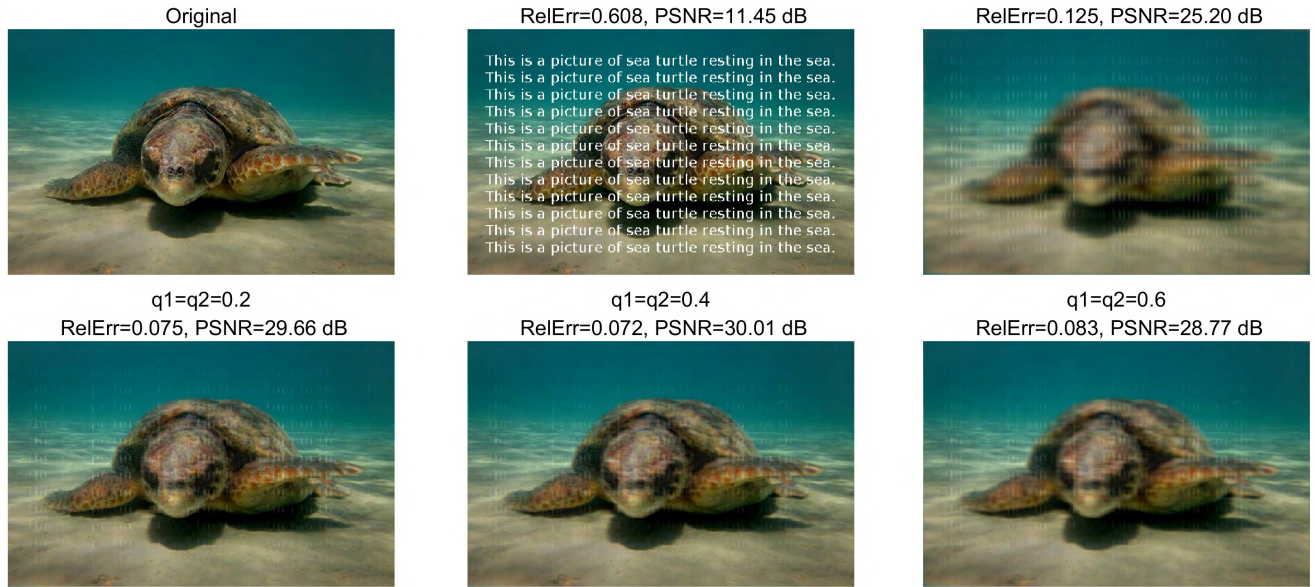 Original
RelErr=0.608, PSNR=11.45 dB
RelErr=0.125, PSNR=25.20 dB
This is a picture of sea turtle resting in the sea.
This is a picture of sea turtle resting in the sea.
This is a picture of sea turtle resting in the sea.
This is a picture of sea turtle resting in the sea.
This is a picture of sea turtle resting in the sea.
This is a picture of sea turtle resting in the sea.
This is a picture of sea turtle resting in the sea.
This is a picture of sea turtle resting in the sea.
This is a picture of sea turtle resting in the sea.
This is a picture of sea turtle resting in the sea.
This is a picture of sea turtle resting in the sea.
This is a picture of sea turtle resting in the sea.
q1=q2=0.2
RelErr=0.075, PSNR=29.66 dB
q1=q2=0.4
RelErr=0.072, PSNR=30.01 dB
q1=q2=0.6
RelErr=0.083, PSNR=28.77 dB